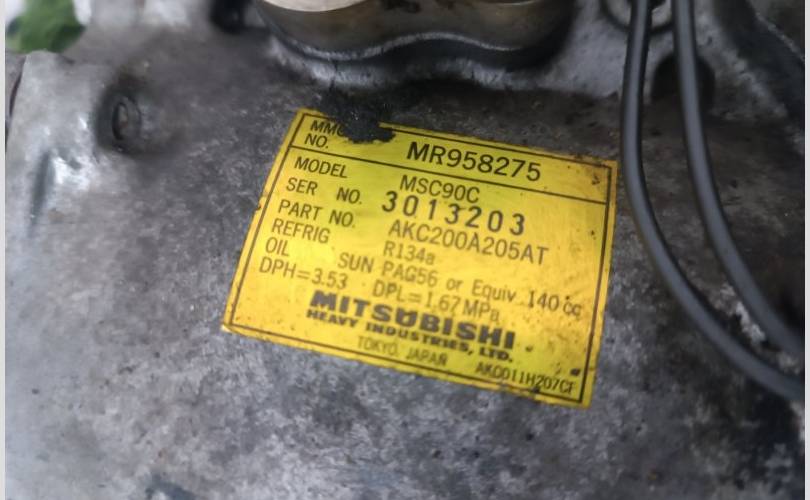 MMC
NO. MR958275
MODEL MSC90C
SER NO. 3013203
PART NO. AKC200A205AT
REFRIG R134a
OIL SUN PAG56 or Equiv 140cc
DPH=3.53 DPL=1.67MPa
MITSUBISHI
HEAVY INDUSTRIES, LTD.
TOKYO, JAPAN AKC011H207CF